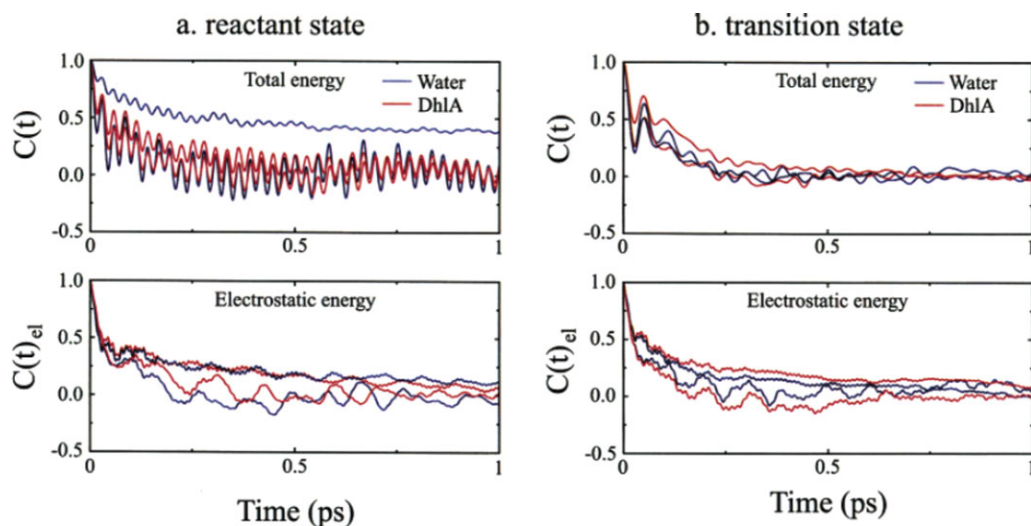 a. reactant state
b. transition state
1.0
0.5
0.0
-0.5
C(t)
Total energy
Water
DhlA
0
0.5
1
1.0
0.5
0.0
-0.5
C(t)
Total energy
Water
DhlA
0
0.5
1
1.0
0.5
0.0
-0.5
C(t)el
Electrostatic energy
0
0.5
1
Time (ps)
1.0
0.5
0.0
-0.5
C(t)el
Electrostatic energy
0
0.5
1
Time (ps)